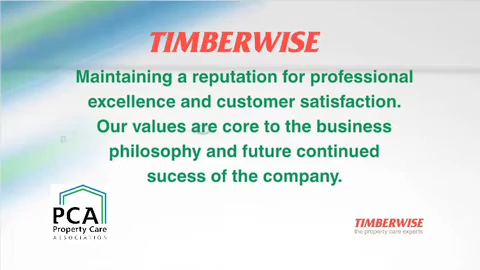 TIMBERWISE
Maintaining a reputation for professional
excellence and customer satisfaction.
Our values are core to the business
philosophy and future continued
sucess of the company.
PCA
Property Care
ASSOCIATION
TIMBERWISE
the property care experts